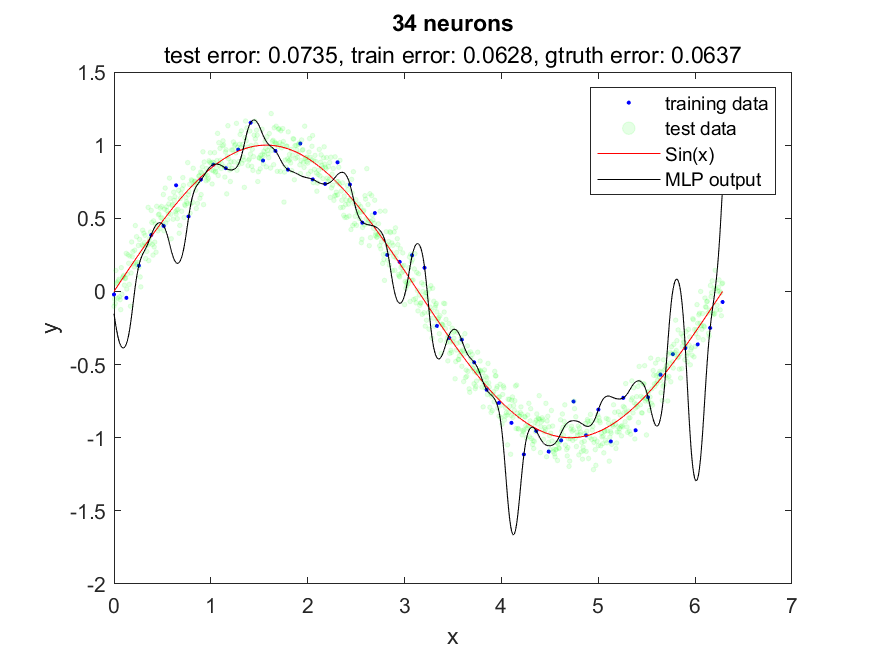 34 neurons
test error: 0.0735, train error: 0.0628, gtruth error: 0.0637
training data
test data
Sin(x)
MLP output
1.5
1
0.5
0
-0.5
-1
-1.5
-2
y
0 1 2 3 4 5 6 7
x